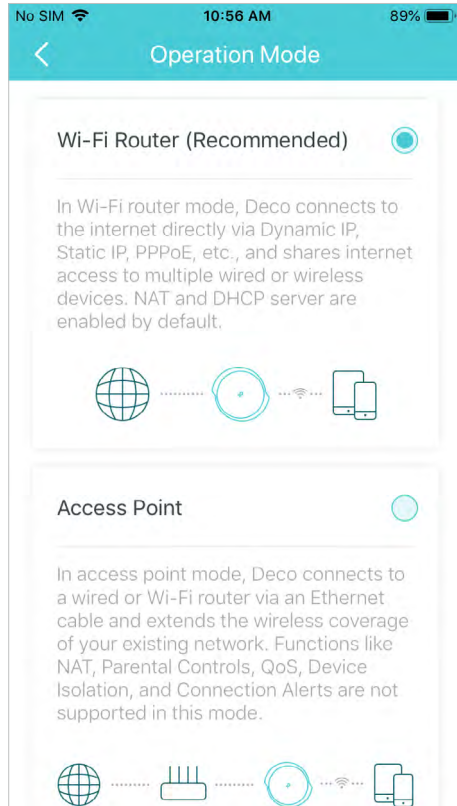 No SIM 10:56 AM 89%
Operation Mode
Wi-Fi Router (Recommended)
In Wi-Fi router mode, Deco connects to
the internet directly via Dynamic IP,
Static IP, PPPoE, etc., and shares internet
access to multiple wired or wireless
devices. NAT and DHCP server are
enabled by default.
Access Point
In access point mode, Deco connects to
a wired or Wi-Fi router via an Ethernet
cable and extends the wireless coverage
of your existing network. Functions like
NAT, Parental Controls, QoS, Device
Isolation, and Connection Alerts are not
supported in this mode.